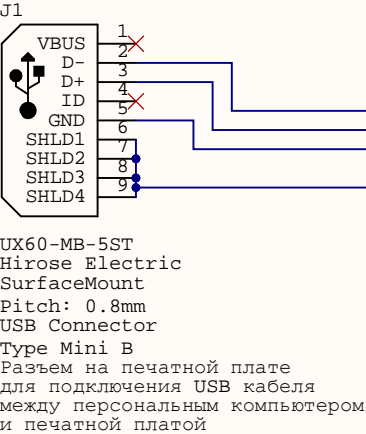 J1
1
VBUS
2
D-
3
D+
4
ID
5
GND
6
SHLD1
7
SHLD2
8
SHLD3
9
SHLD4
UX60-MB-5ST
Hirose Electric
SurfaceMount
Pitch: 0.8mm
USB Connector
Type Mini B
Разъем на печатной плате
для подключения USB кабеля
между персональным компьютером
и печатной платой